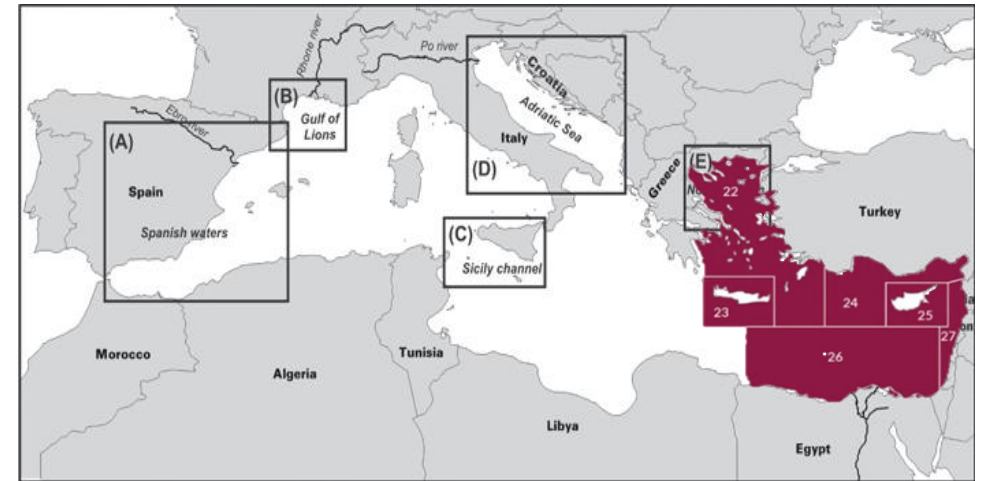 Rhone river
Po river
(B)
Croatia
Ebro river
(A)
Gulf of
Lions
Adriatic Sea
Italy
(E)
(D)
Greece
22
Spain
Turkey
Spanish waters
(C)
Sicily channel
23
24
25
27
26
Morocco
Tunisia
Algeria
Libya
Egypt